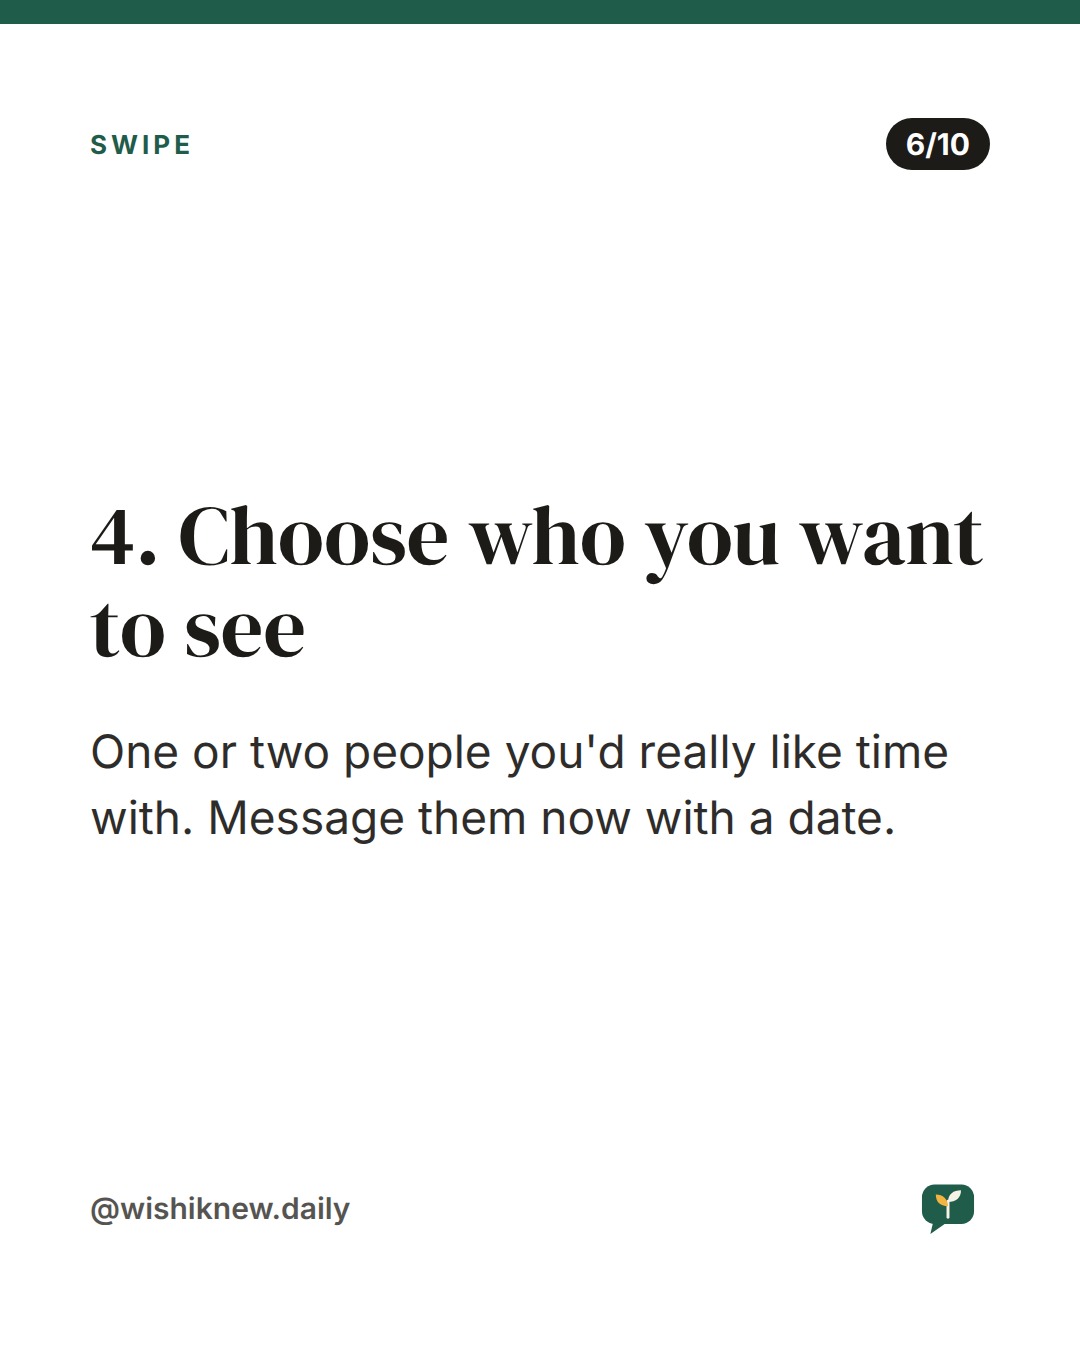 SWIPE
6/10
4. Choose who you want
to see
One or two people you'd really like time
with. Message them now with a date.
@wishiknew.daily